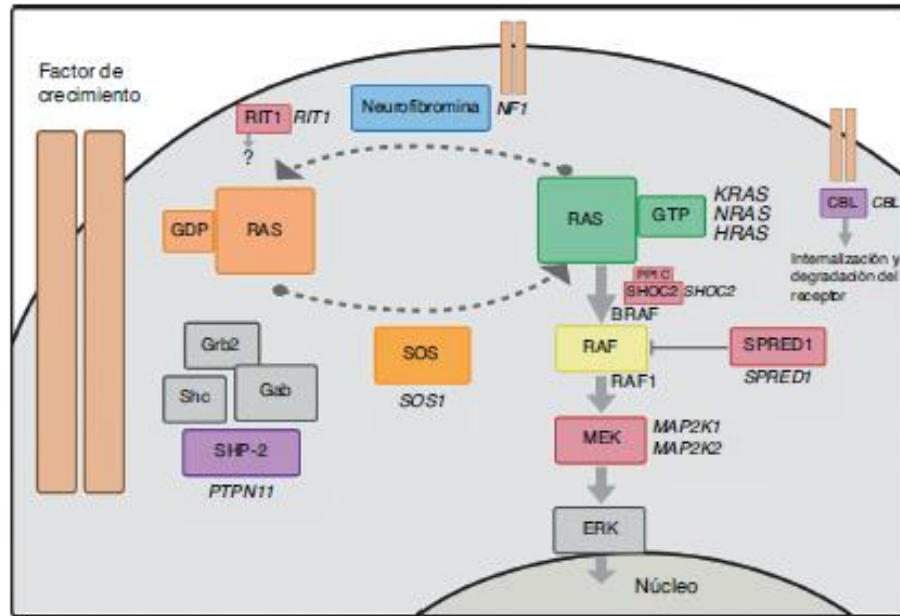 Factor de
crecimiento
RIT1 RIT1
?
Neurofibromina NF1
GDP
RAS
RAS
GTP
KRAS
NRAS
HRAS
CBL CBL
Internalización y
degradación del
receptor
SHOC2 SHOC2
BRAF
Grb2
Shc
Gab
SHP-2
PTPN11
SOS
SOS1
RAF
RAF1
SPRED1
SPRED1
MEK
MAP2K1
MAP2K2
ERK
Núcleo